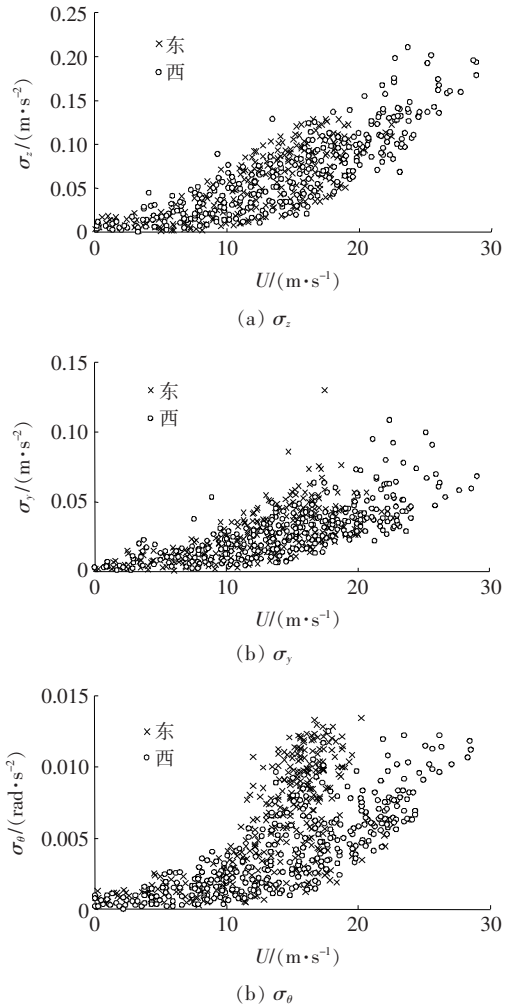 0.25
0.20
0.15
0.10
0.05
0
σz/(m·s⁻²)
× 东
○ 西
0 10 20 30
U/(m·s⁻¹)
(a) σz
0.15
0.10
0.05
0
σy/(m·s⁻²)
× 东
○ 西
0 10 20 30
U/(m·s⁻¹)
(b) σy
0.015
0.010
0.005
0
σθ/(rad·s⁻²)
× 东
○ 西
0 10 20 30
U/(m·s⁻¹)
(b) σθ